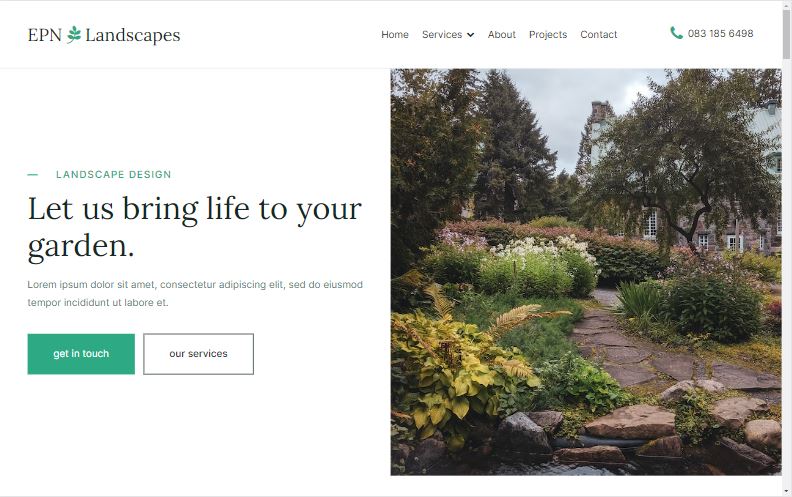 EPN Landscapes
Home Services About Projects Contact
083 185 6498
LANDSCAPE DESIGN
Let us bring life to your
garden.
Lorem ipsum dolor sit amet, consectetur adipiscing elit, sed do eiusmod
tempor incididunt ut labore et.
get in touch
our services